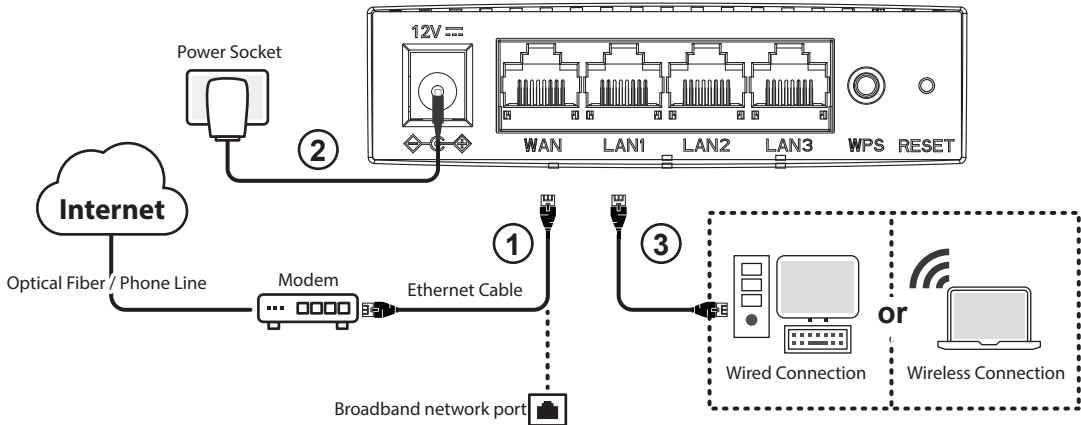 12V
Power Socket
2
WAN LAN1 LAN2 LAN3 WPS RESET
Internet
1
3
Optical Fiber / Phone Line
Modem
Ethernet Cable
or
Wired Connection
Wireless Connection
Broadband network port